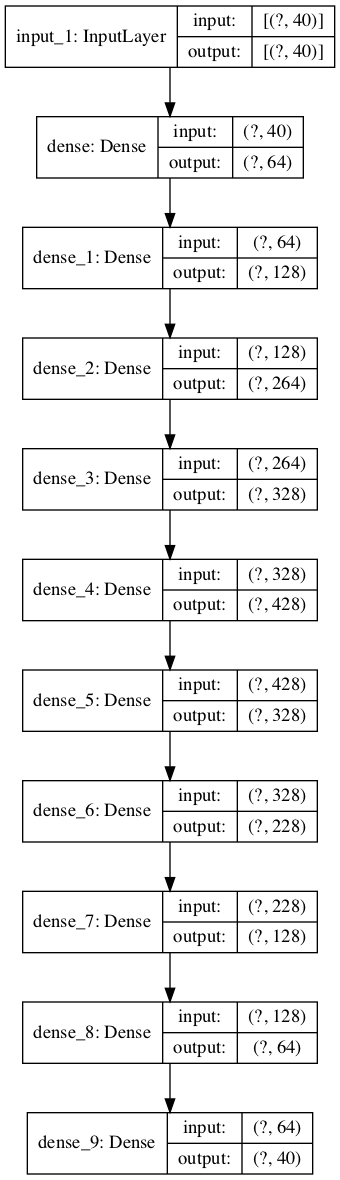 input_1: InputLayer
input: [(?, 40)]
output: [(?, 40)]
dense: Dense
input: (?, 40)
output: (?, 64)
dense_1: Dense
input: (?, 64)
output: (?, 128)
dense_2: Dense
input: (?, 128)
output: (?, 264)
dense_3: Dense
input: (?, 264)
output: (?, 328)
dense_4: Dense
input: (?, 328)
output: (?, 428)
dense_5: Dense
input: (?, 428)
output: (?, 328)
dense_6: Dense
input: (?, 328)
output: (?, 228)
dense_7: Dense
input: (?, 228)
output: (?, 128)
dense_8: Dense
input: (?, 128)
output: (?, 64)
dense_9: Dense
input: (?, 64)
output: (?, 40)